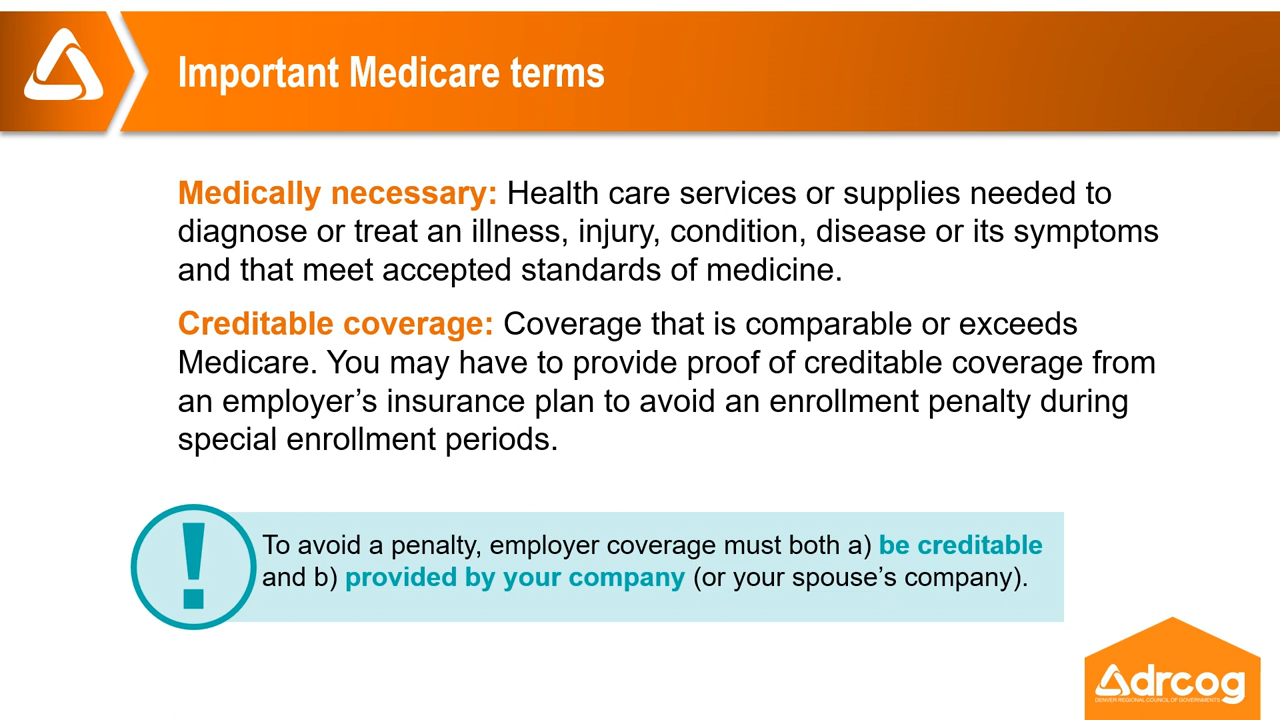 Important Medicare terms
Medically necessary: Health care services or supplies needed to
diagnose or treat an illness, injury, condition, disease or its symptoms
and that meet accepted standards of medicine.
Creditable coverage: Coverage that is comparable or exceeds
Medicare. You may have to provide proof of creditable coverage from
an employer’s insurance plan to avoid an enrollment penalty during
special enrollment periods.
!
To avoid a penalty, employer coverage must both a) be creditable
and b) provided by your company (or your spouse’s company).
drcog
DENVER REGIONAL COUNCIL OF GOVERNMENTS